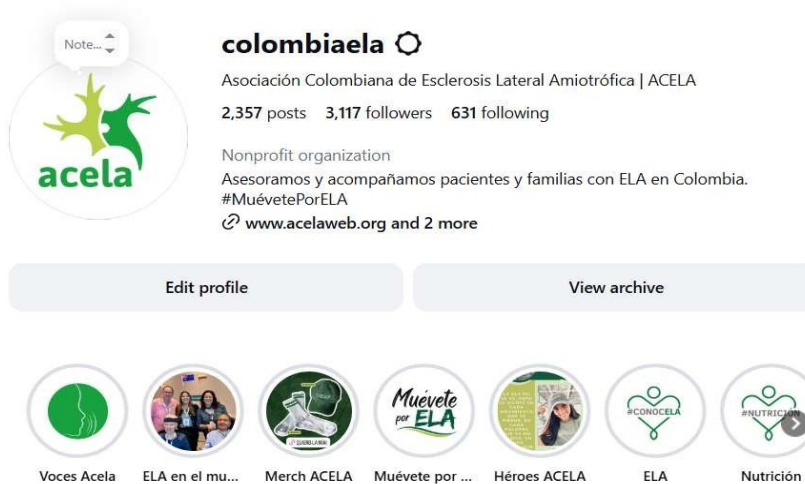 Note...
colombiaela
Asociación Colombiana de Esclerosis Lateral Amiotrófica | ACELA
2,357 posts 3,117 followers 631 following
acela
Nonprofit organization
Asesoramos y acompañamos pacientes y familias con ELA en Colombia.
#MuévetePorELA
www.acelaweb.org and 2 more
Edit profile View archive
Muévete
por ELA
#CONOCELA
#NUTRICIÓN
Voces Acela ELA en el mu... Merch ACELA Muévete por ... Héroes ACELA ELA Nutrición